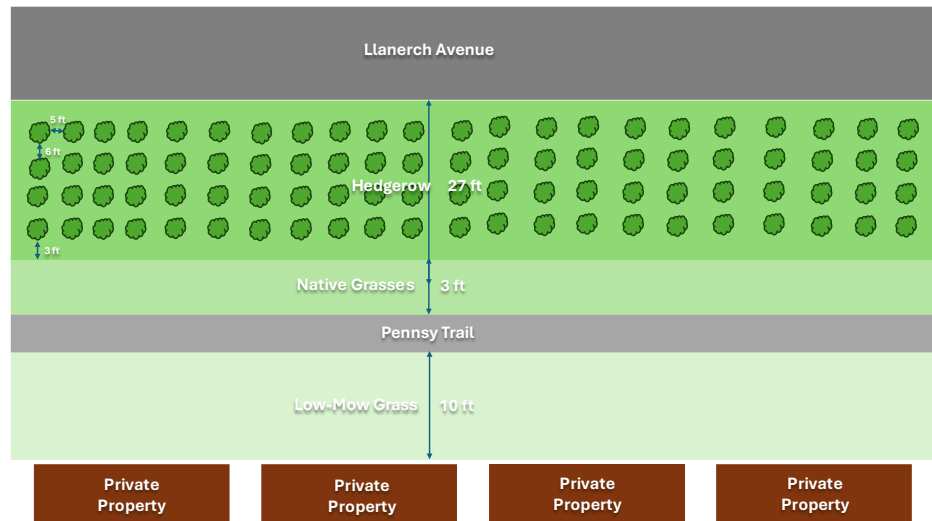 Llanerch Avenue
5 ft
6 ft
Hedgerow 27 ft
3 ft
Native Grasses 3 ft
Pennsy Trail
Low-Mow Grass 10 ft
Private
Property
Private
Property
Private
Property
Private
Property